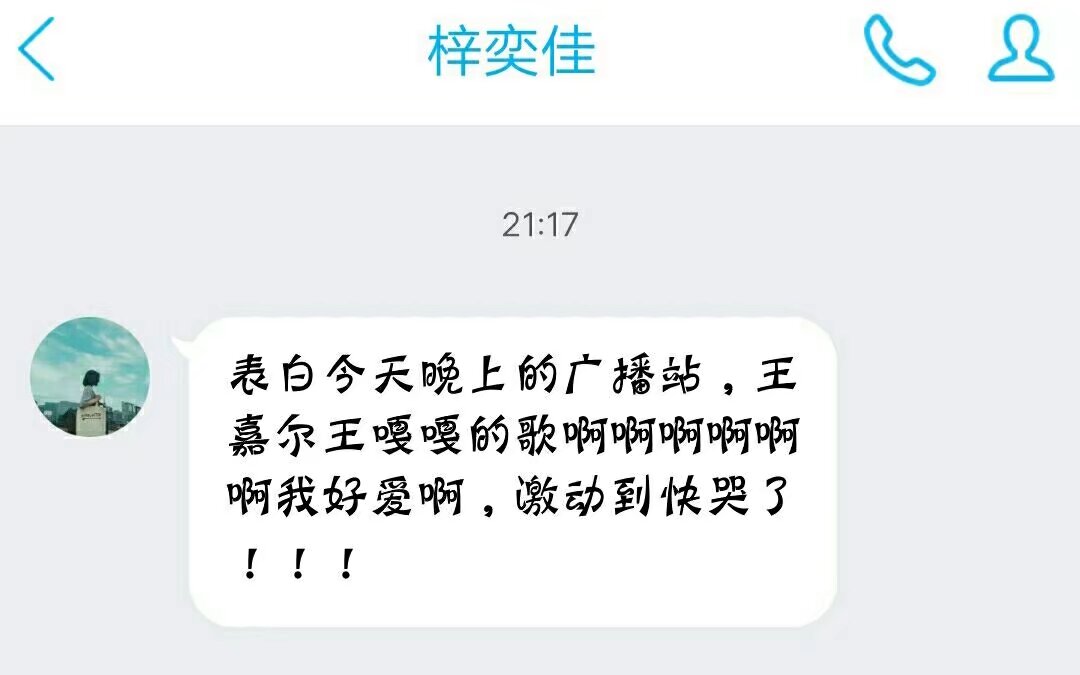 梓奕佳
21:17
表白今天晚上的广播站，王
嘉尔王嘎嘎的歌啊啊啊啊啊
啊我好爱啊，激动到快哭了
！！！